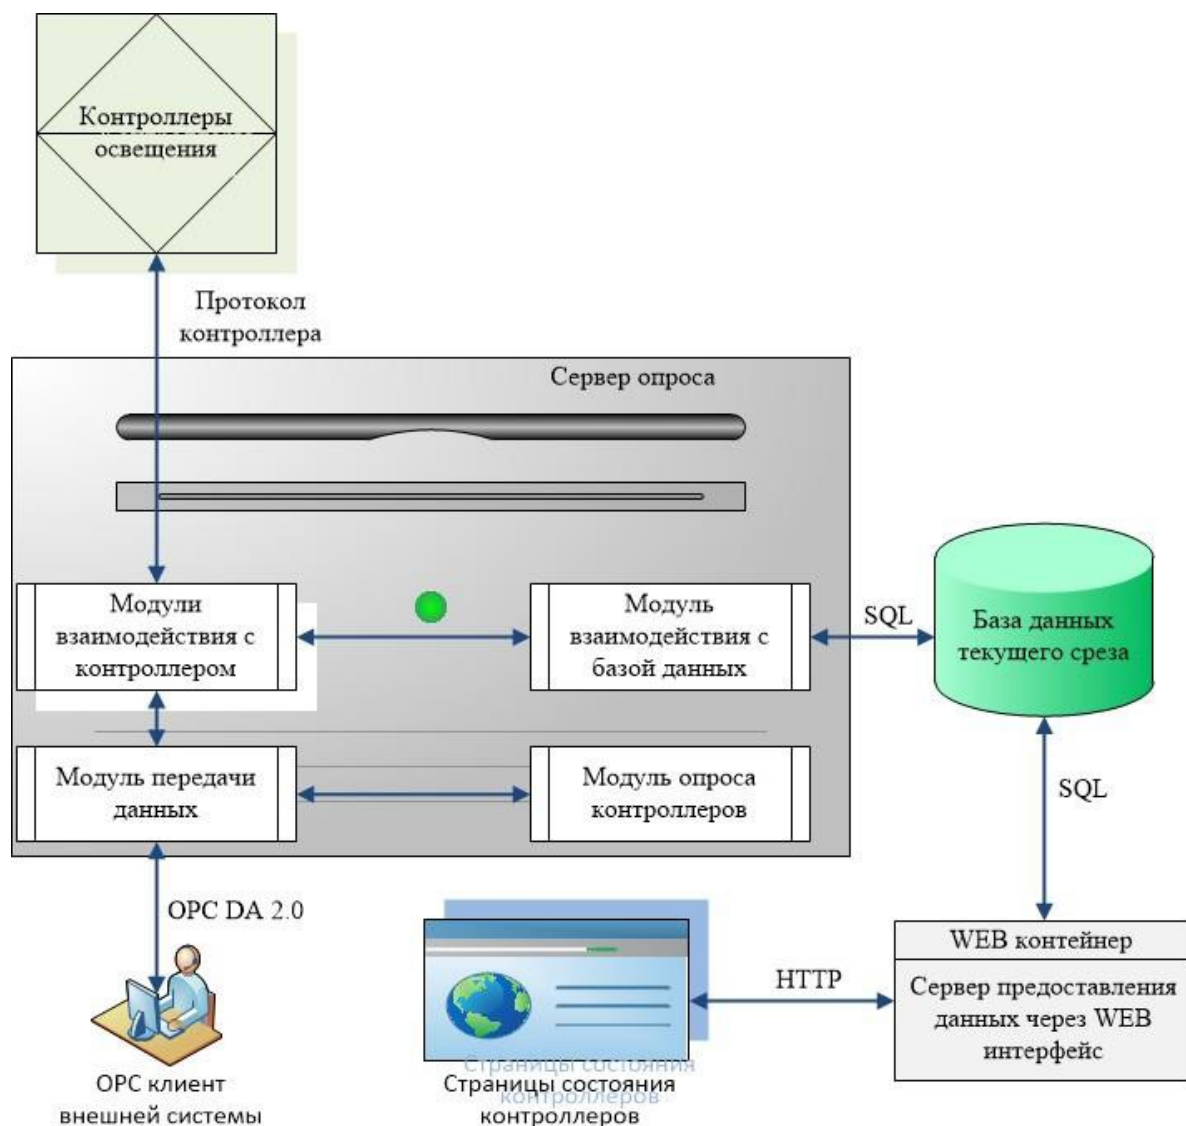 Контроллеры
освещения
Протокол
контроллера
Сервер опроса
Модули
взаимодействия с
контроллером
Модуль
взаимодействия с
базой данных
SQL
База данных
текущего среза
Модуль передачи
данных
Модуль опроса
контроллеров
SQL
OPC DA 2.0
WEB контейнер
HTTP
Сервер предоставления
данных через WEB
интерфейс
OPC клиент
внешней системы
Страницы состояния
контроллеров
Страницы состояния
контроллеров